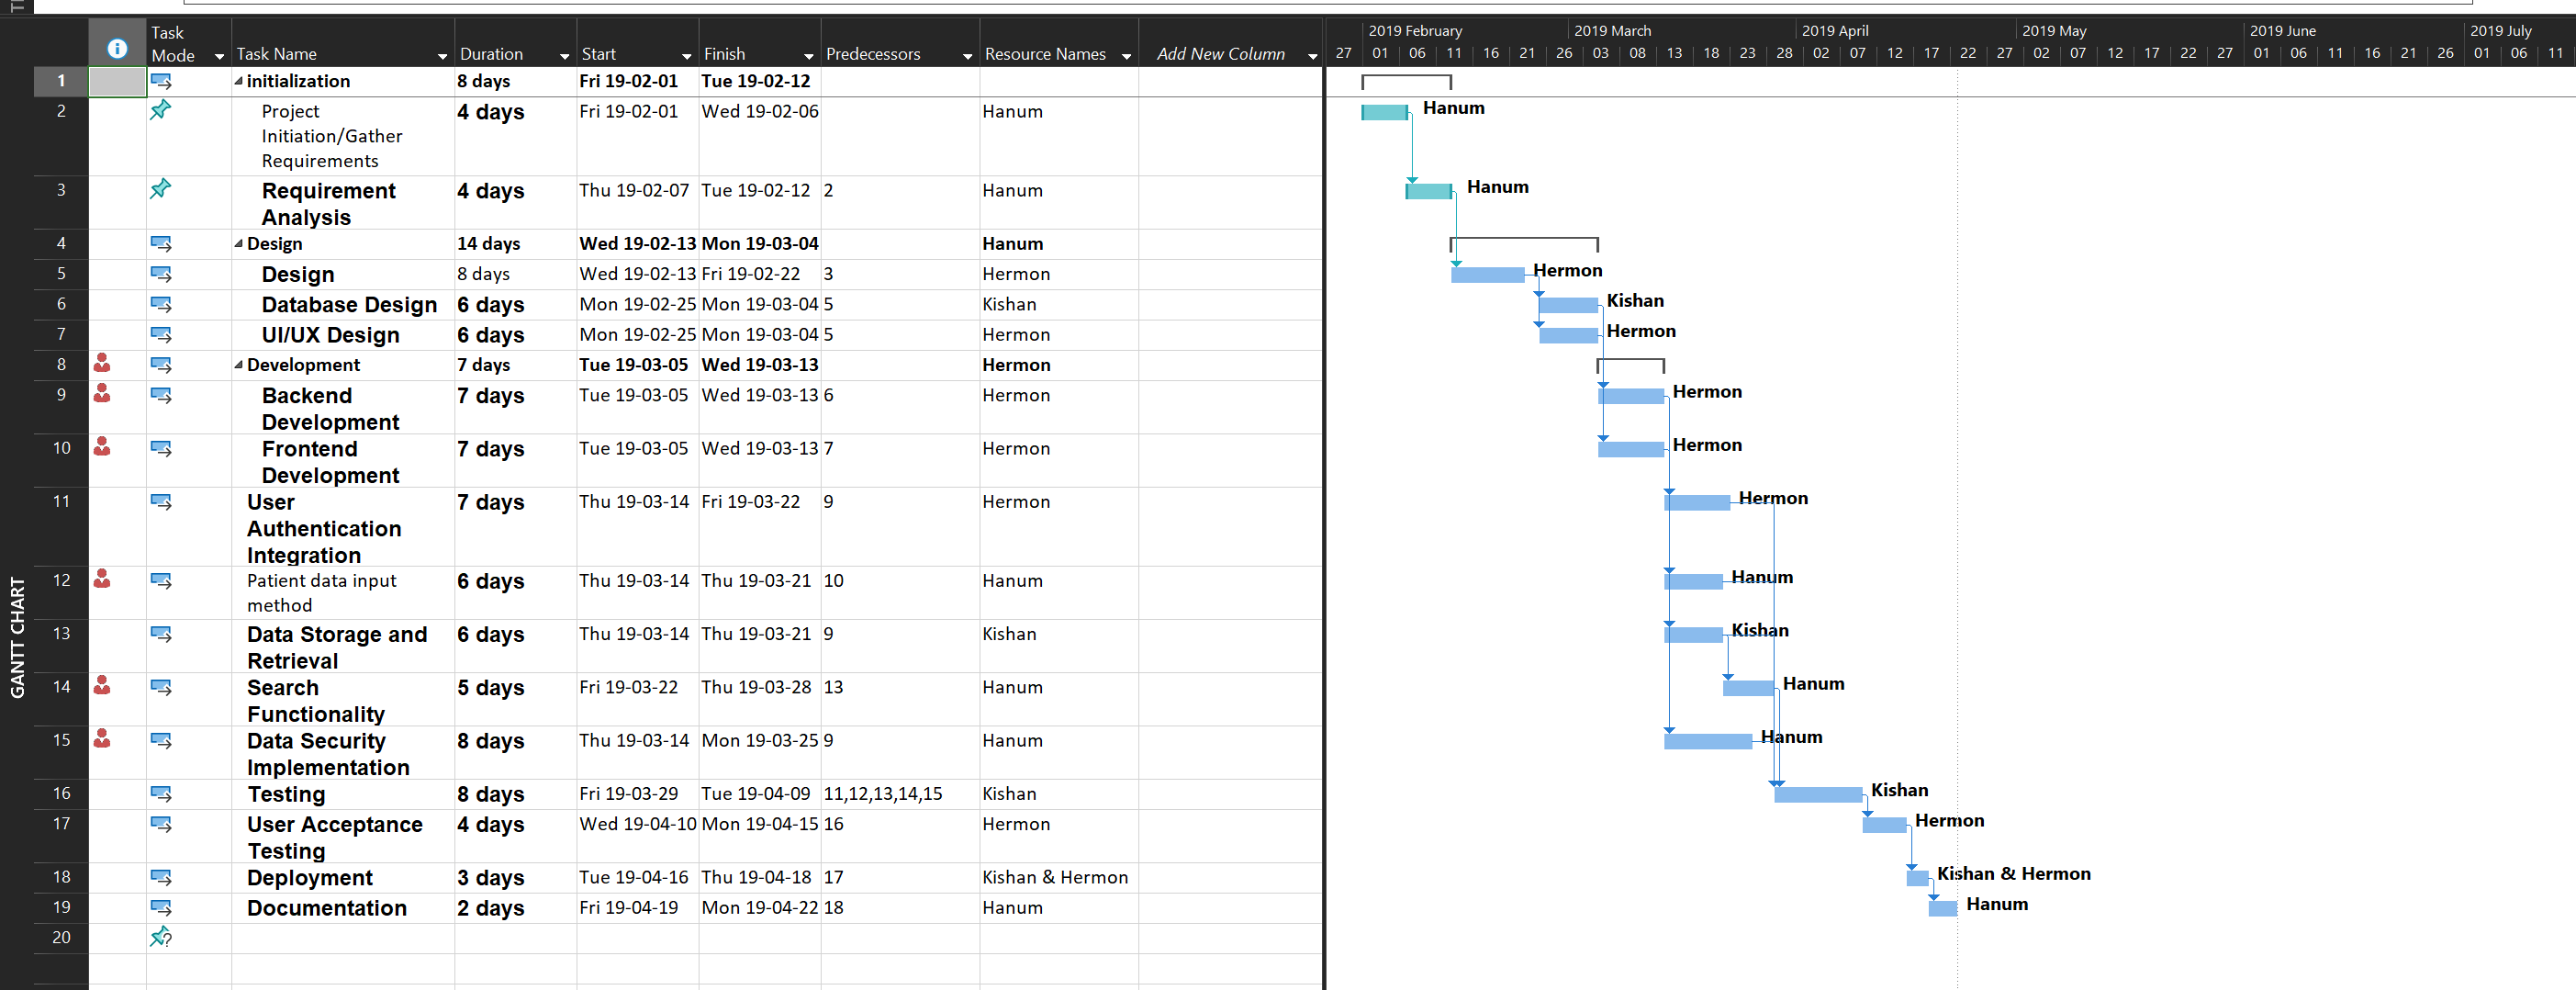 Task Mode Task Name Duration Start Finish Predecessors Resource Names Add New Column
2019 February 2019 March 2019 April 2019 May 2019 June 2019 July
27 01 06 11 16 21 26 03 08 13 18 23 28 02 07 12 17 22 27 02 07 12 17 22 27 01 06 11 16 21 26 01 06 11
1 initialization 8 days Fri 19-02-01 Tue 19-02-12
2 Project Initiation/Gather Requirements 4 days Fri 19-02-01 Wed 19-02-06 Hanum Hanum
3 Requirement Analysis 4 days Thu 19-02-07 Tue 19-02-12 2 Hanum Hanum
4 Design 14 days Wed 19-02-13 Mon 19-03-04 Hanum
5 Design 8 days Wed 19-02-13 Fri 19-02-22 3 Hermon Hermon
6 Database Design 6 days Mon 19-02-25 Mon 19-03-04 5 Kishan Kishan
7 UI/UX Design 6 days Mon 19-02-25 Mon 19-03-04 5 Hermon Hermon
8 Development 7 days Tue 19-03-05 Wed 19-03-13 Hermon
9 Backend Development 7 days Tue 19-03-05 Wed 19-03-13 6 Hermon Hermon
10 Frontend Development 7 days Tue 19-03-05 Wed 19-03-13 7 Hermon Hermon
11 User Authentication Integration 7 days Thu 19-03-14 Fri 19-03-22 9 Hermon Hermon
12 Patient data input method 6 days Thu 19-03-14 Thu 19-03-21 10 Hanum Hanum
13 Data Storage and Retrieval 6 days Thu 19-03-14 Thu 19-03-21 9 Kishan Kishan
14 Search Functionality 5 days Fri 19-03-22 Thu 19-03-28 13 Hanum Hanum
15 Data Security Implementation 8 days Thu 19-03-14 Mon 19-03-25 9 Hanum Hanum
16 Testing 8 days Fri 19-03-29 Tue 19-04-09 11,12,13,14,15 Kishan Kishan
17 User Acceptance Testing 4 days Wed 19-04-10 Mon 19-04-15 16 Hermon Hermon
18 Deployment 3 days Tue 19-04-16 Thu 19-04-18 17 Kishan & Hermon Kishan & Hermon
19 Documentation 2 days Fri 19-04-19 Mon 19-04-22 18 Hanum Hanum
20
GANTT CHART